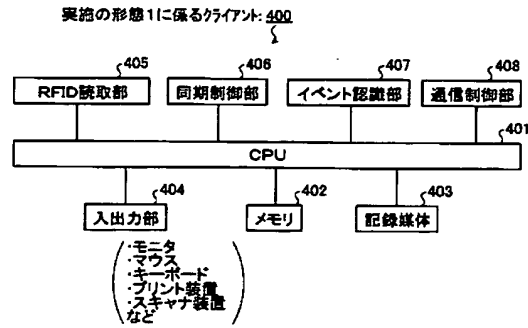 実施の形態1に係るクライアント: 400
405
406
407
408
RFID読取部
同期制御部
イベント認識部
通信制御部
401
CPU
404
402
403
入出力部
メモリ
記録媒体
・モニタ
・マウス
・キーボード
・プリント装置
・スキャナ装置
など